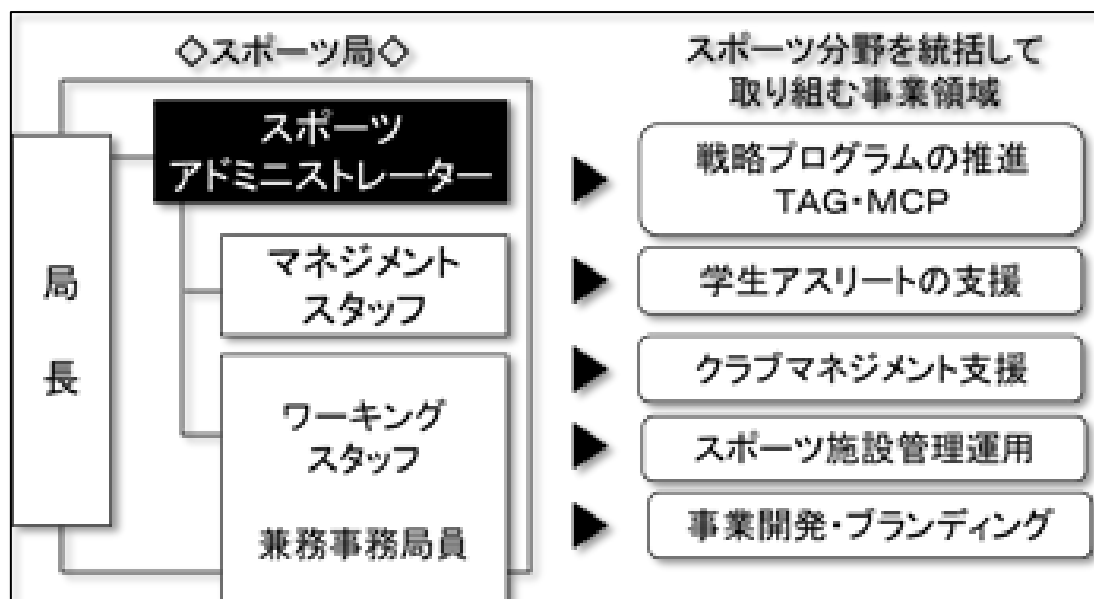 ◇スポーツ局◇
局
長
スポーツ
アドミニストレーター
マネジメント
スタッフ
ワーキング
スタッフ
兼務事務局員
スポーツ分野を統括して
取り組む事業領域
戦略プログラムの推進
TAG・MCP
学生アスリートの支援
クラブマネジメント支援
スポーツ施設管理運用
事業開発・ブランディング